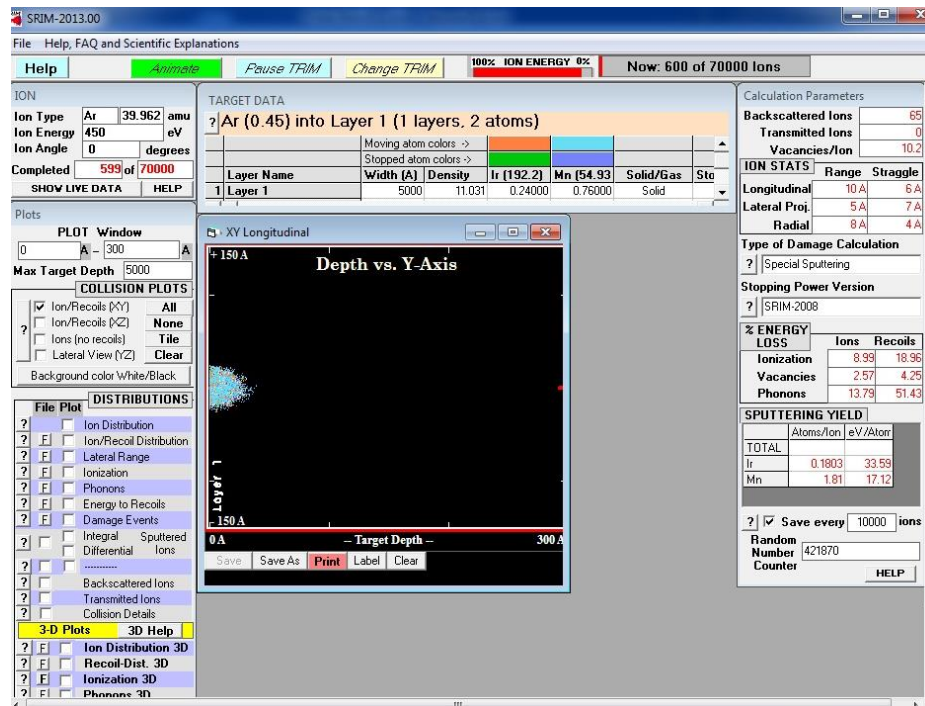 SRIM-2013.00
File Help, FAQ and Scientific Explanations
Help Animate Pause TRIM Change TRIM 100% ION ENERGY 0% Now: 600 of 70000 Ions
ION
Ion Type Ar 39.962 amu
Ion Energy 450 eV
Ion Angle 0 degrees
Completed 599 of 70000
SHOW LIVE DATA HELP
TARGET DATA
? Ar (0.45) into Layer 1 (1 layers, 2 atoms)
Moving atom colors ->
Stopped atom colors ->
Layer Name Width (A) Density Ir (192.2) Mn (54.93 Solid/Gas Sto
1 Layer 1 5000 11.031 0.24000 0.76000 Solid
Plots
PLOT Window
0 A - 300 A
Max Target Depth 5000
COLLISION PLOTS
Ion/Recoils (XY) All
? Ion/Recoils (XZ) None
Ions (no recoils) Tile
Lateral View (YZ) Clear
Background color White/Black
DISTRIBUTIONS
File Plot
? Ion Distribution
? F Ion/Recoil Distribution
? F Lateral Range
? F Ionization
? F Phonons
? F Energy to Recoils
? F Damage Events
? Integral Sputtered
Differential Ions
? ----------
? Backscattered Ions
? Transmitted Ions
? Collision Details
3-D Plots 3D Help
? F Ion Distribution 3D
? F Recoil-Dist. 3D
? F Ionization 3D
? F Phonons 3D
XY Longitudinal
+150 A
Depth vs. Y-Axis
Layer 1
-150 A
0 A -- Target Depth -- 300 A
Save Save As Print Label Clear
Calculation Parameters
Backscattered Ions 65
Transmitted Ions 0
Vacancies/Ion 10.2
ION STATS Range Straggle
Longitudinal 10 A 6 A
Lateral Proj. 5 A 7 A
Radial 8 A 4 A
Type of Damage Calculation
? Special Sputtering
Stopping Power Version
? SRIM-2008
% ENERGY LOSS Ions Recoils
Ionization 8.99 18.96
Vacancies 2.57 4.25
Phonons 13.79 51.43
SPUTTERING YIELD
Atoms/Ion eV/Atom
TOTAL
Ir 0.1803 33.59
Mn 1.81 17.12
? Save every 10000 ions
Random
Number 421870
Counter
HELP